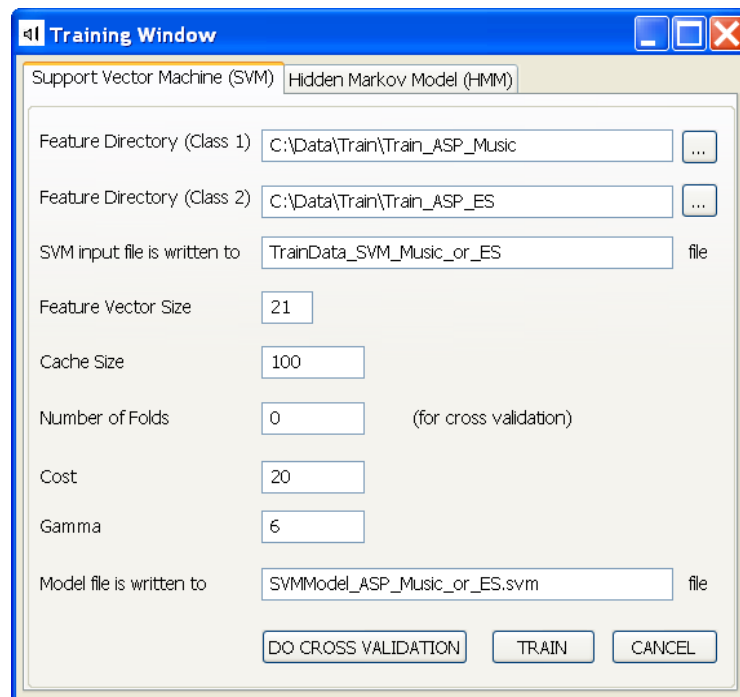 Training Window
Support Vector Machine (SVM) Hidden Markov Model (HMM)
Feature Directory (Class 1) C:\Data\Train\Train_ASP_Music ...
Feature Directory (Class 2) C:\Data\Train\Train_ASP_ES ...
SVM input file is written to TrainData_SVM_Music_or_ES file
Feature Vector Size 21
Cache Size 100
Number of Folds 0 (for cross validation)
Cost 20
Gamma 6
Model file is written to SVMModel_ASP_Music_or_ES.svm file
DO CROSS VALIDATION TRAIN CANCEL